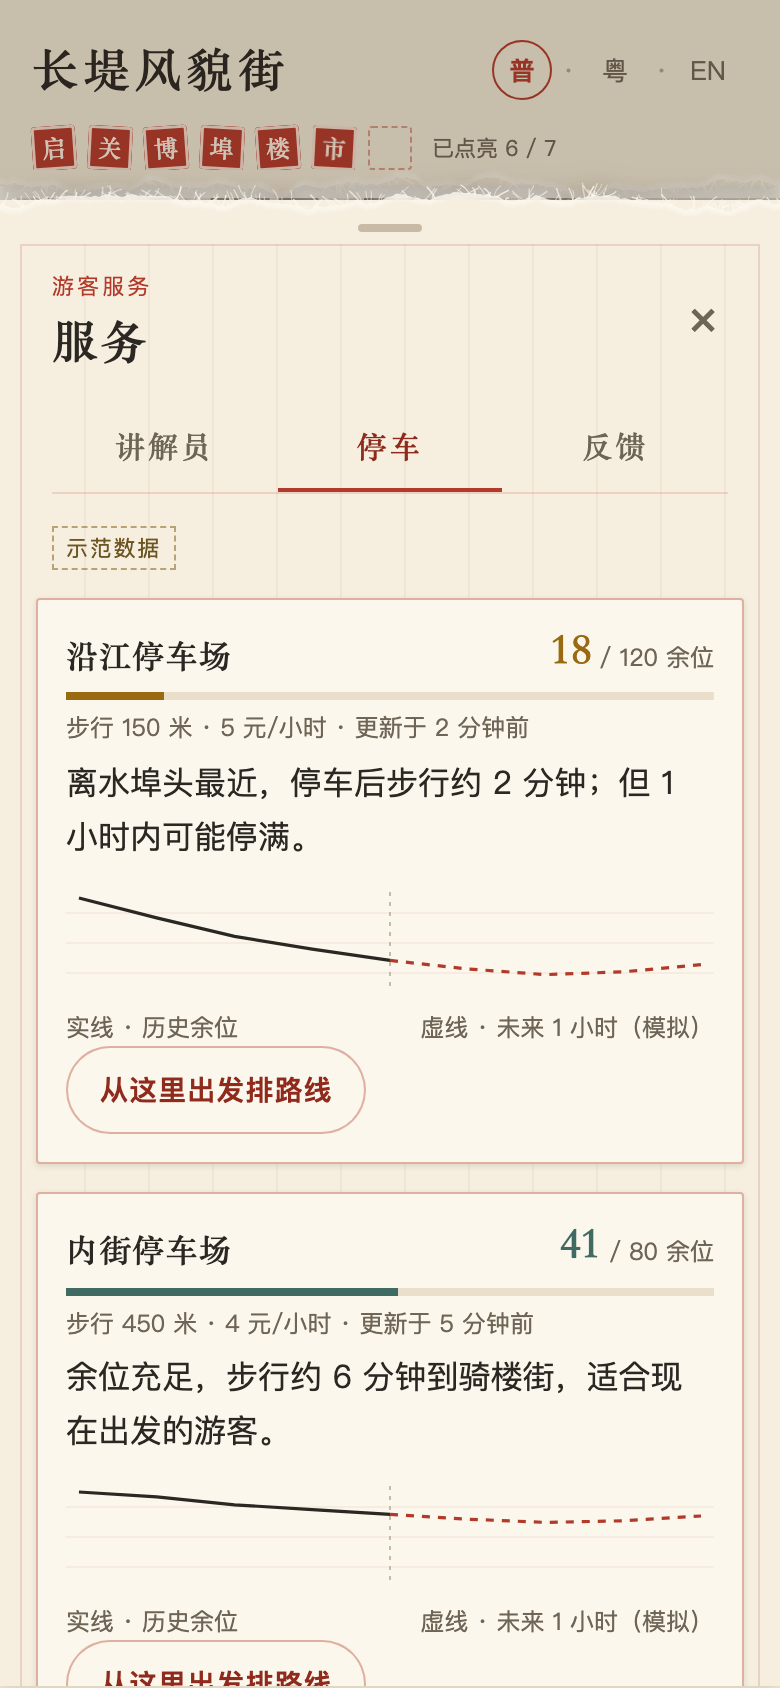 长堤风貌街
普 · 粤 · EN
启 关 博 埠 楼 市 已点亮 6 / 7
游客服务
服务
×
讲解员 停车 反馈
示范数据
沿江停车场 18 / 120 余位
步行 150 米 · 5 元/小时 · 更新于 2 分钟前
离水埠头最近，停车后步行约 2 分钟；但 1
小时内可能停满。
实线 · 历史余位 虚线 · 未来 1 小时（模拟）
从这里出发排路线
内街停车场 41 / 80 余位
步行 450 米 · 4 元/小时 · 更新于 5 分钟前
余位充足，步行约 6 分钟到骑楼街，适合现
在出发的游客。
实线 · 历史余位 虚线 · 未来 1 小时（模拟）
从这里出发排路线